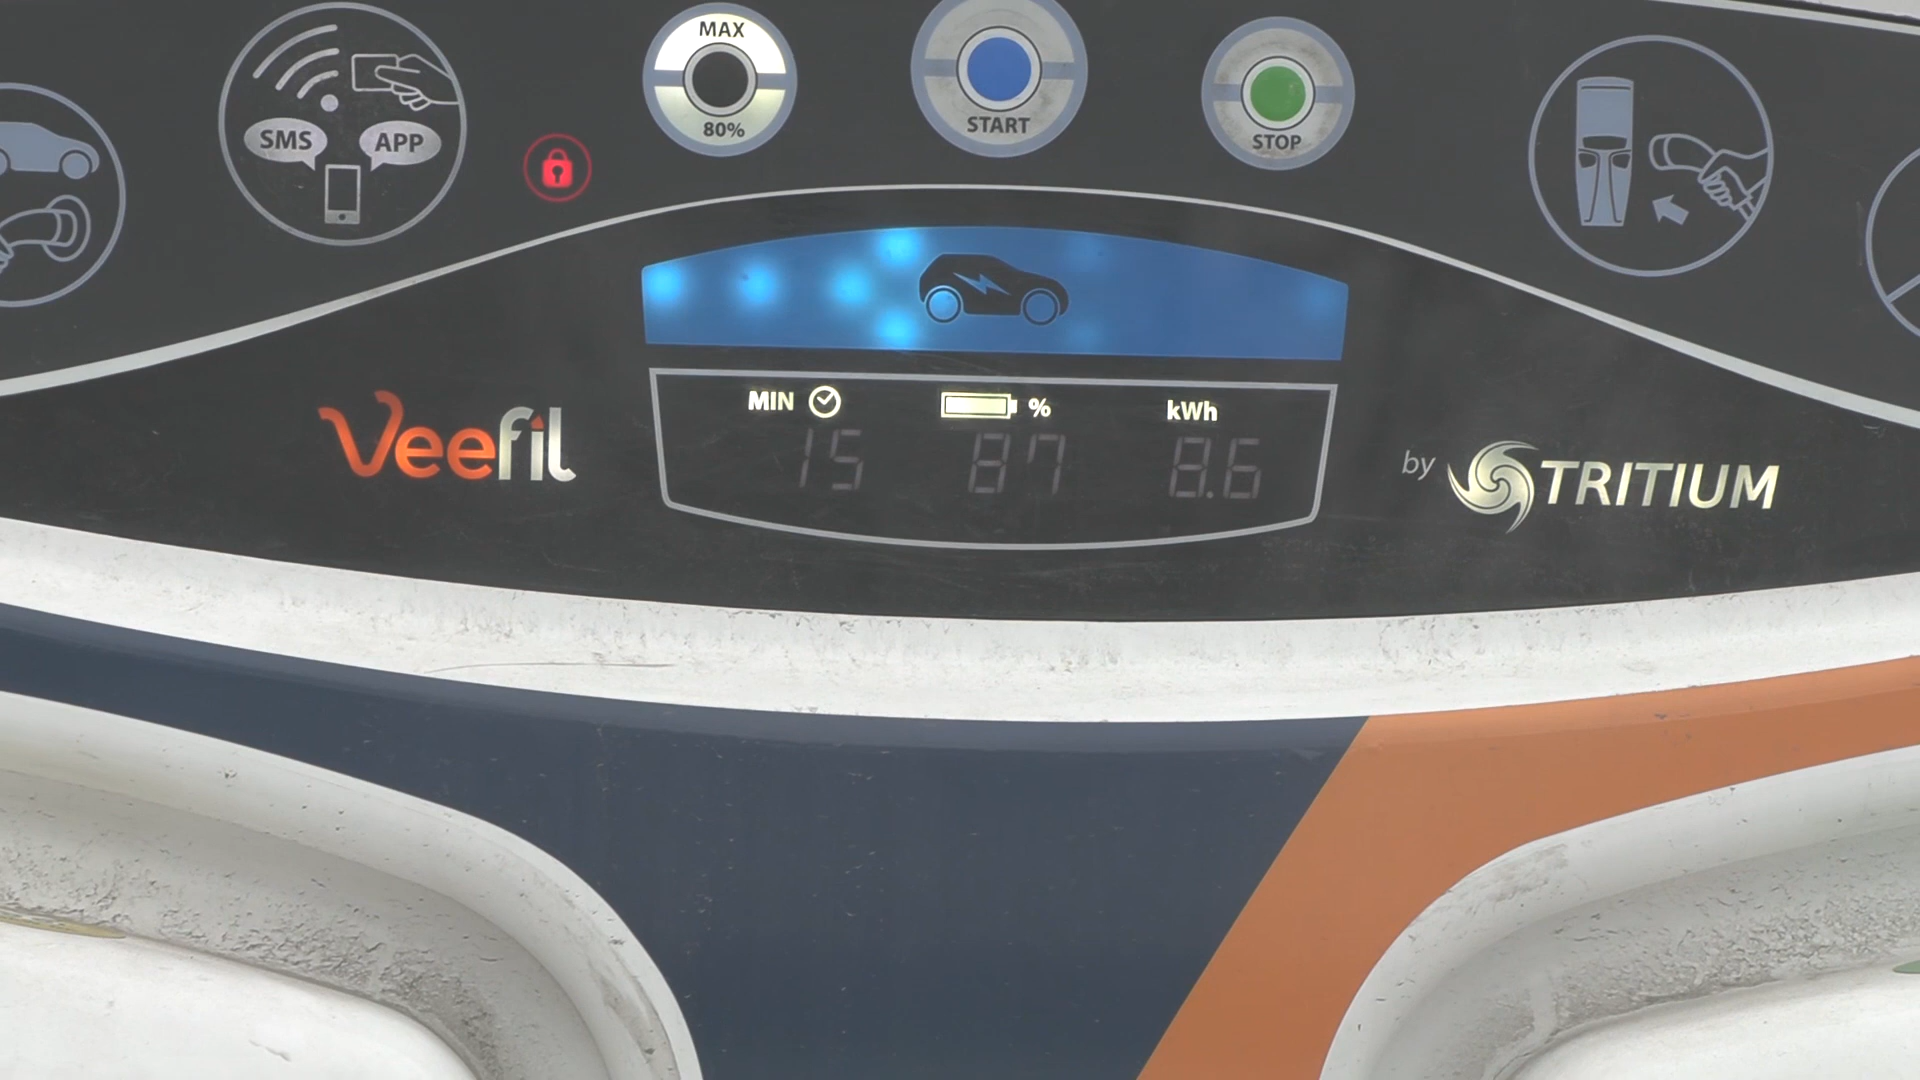 SMS
APP
MAX
80%
START
STOP
MIN
%
kWh
15
87
8.6
Veefil
by TRITIUM